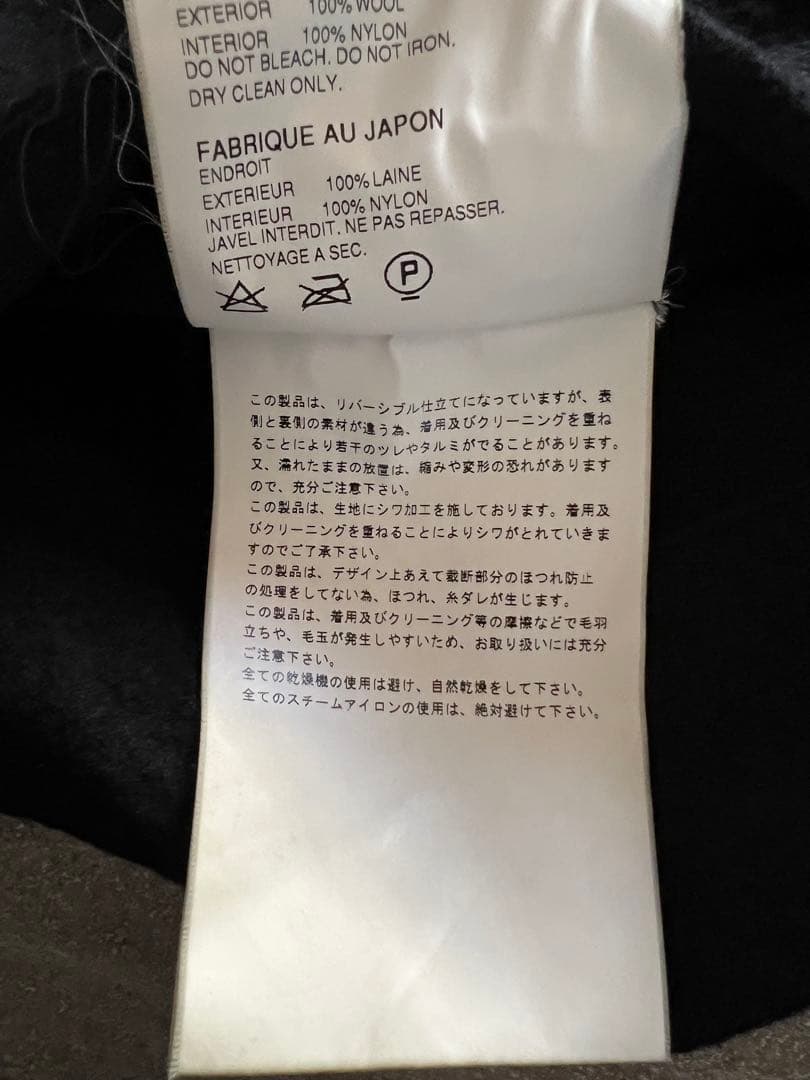 EXTERIOR 100% WOOL
INTERIOR 100% NYLON
DO NOT BLEACH. DO NOT IRON.
DRY CLEAN ONLY.
FABRIQUE AU JAPON
ENDROIT
EXTERIEUR 100% LAINE
INTERIEUR 100% NYLON
JAVEL INTERDIT. NE PAS REPASSER.
NETTOYAGE A SEC.
P
この製品は、リバーシブル仕立てになっていますが、表
側と裏側の素材が違う為、着用及びクリーニングを重ね
ることにより若干のツレやタルミがでることがあります。
又、濡れたままの放置は、縮みや変形の恐れがあります
ので、充分ご注意下さい。
この製品は、生地にシワ加工を施しております。着用及
びクリーニングを重ねることによりシワがとれていきま
すのでご了承下さい。
この製品は、デザイン上あえて裁断部分のほつれ防止
の処理をしてない為、ほつれ、糸ダレが生じます。
この製品は、着用及びクリーニング等の摩擦などで毛羽
立ちや、毛玉が発生しやすいため、お取り扱いには充分
ご注意下さい。
全ての乾燥機の使用は避け、自然乾燥をして下さい。
全てのスチームアイロンの使用は、絶対避けて下さい。